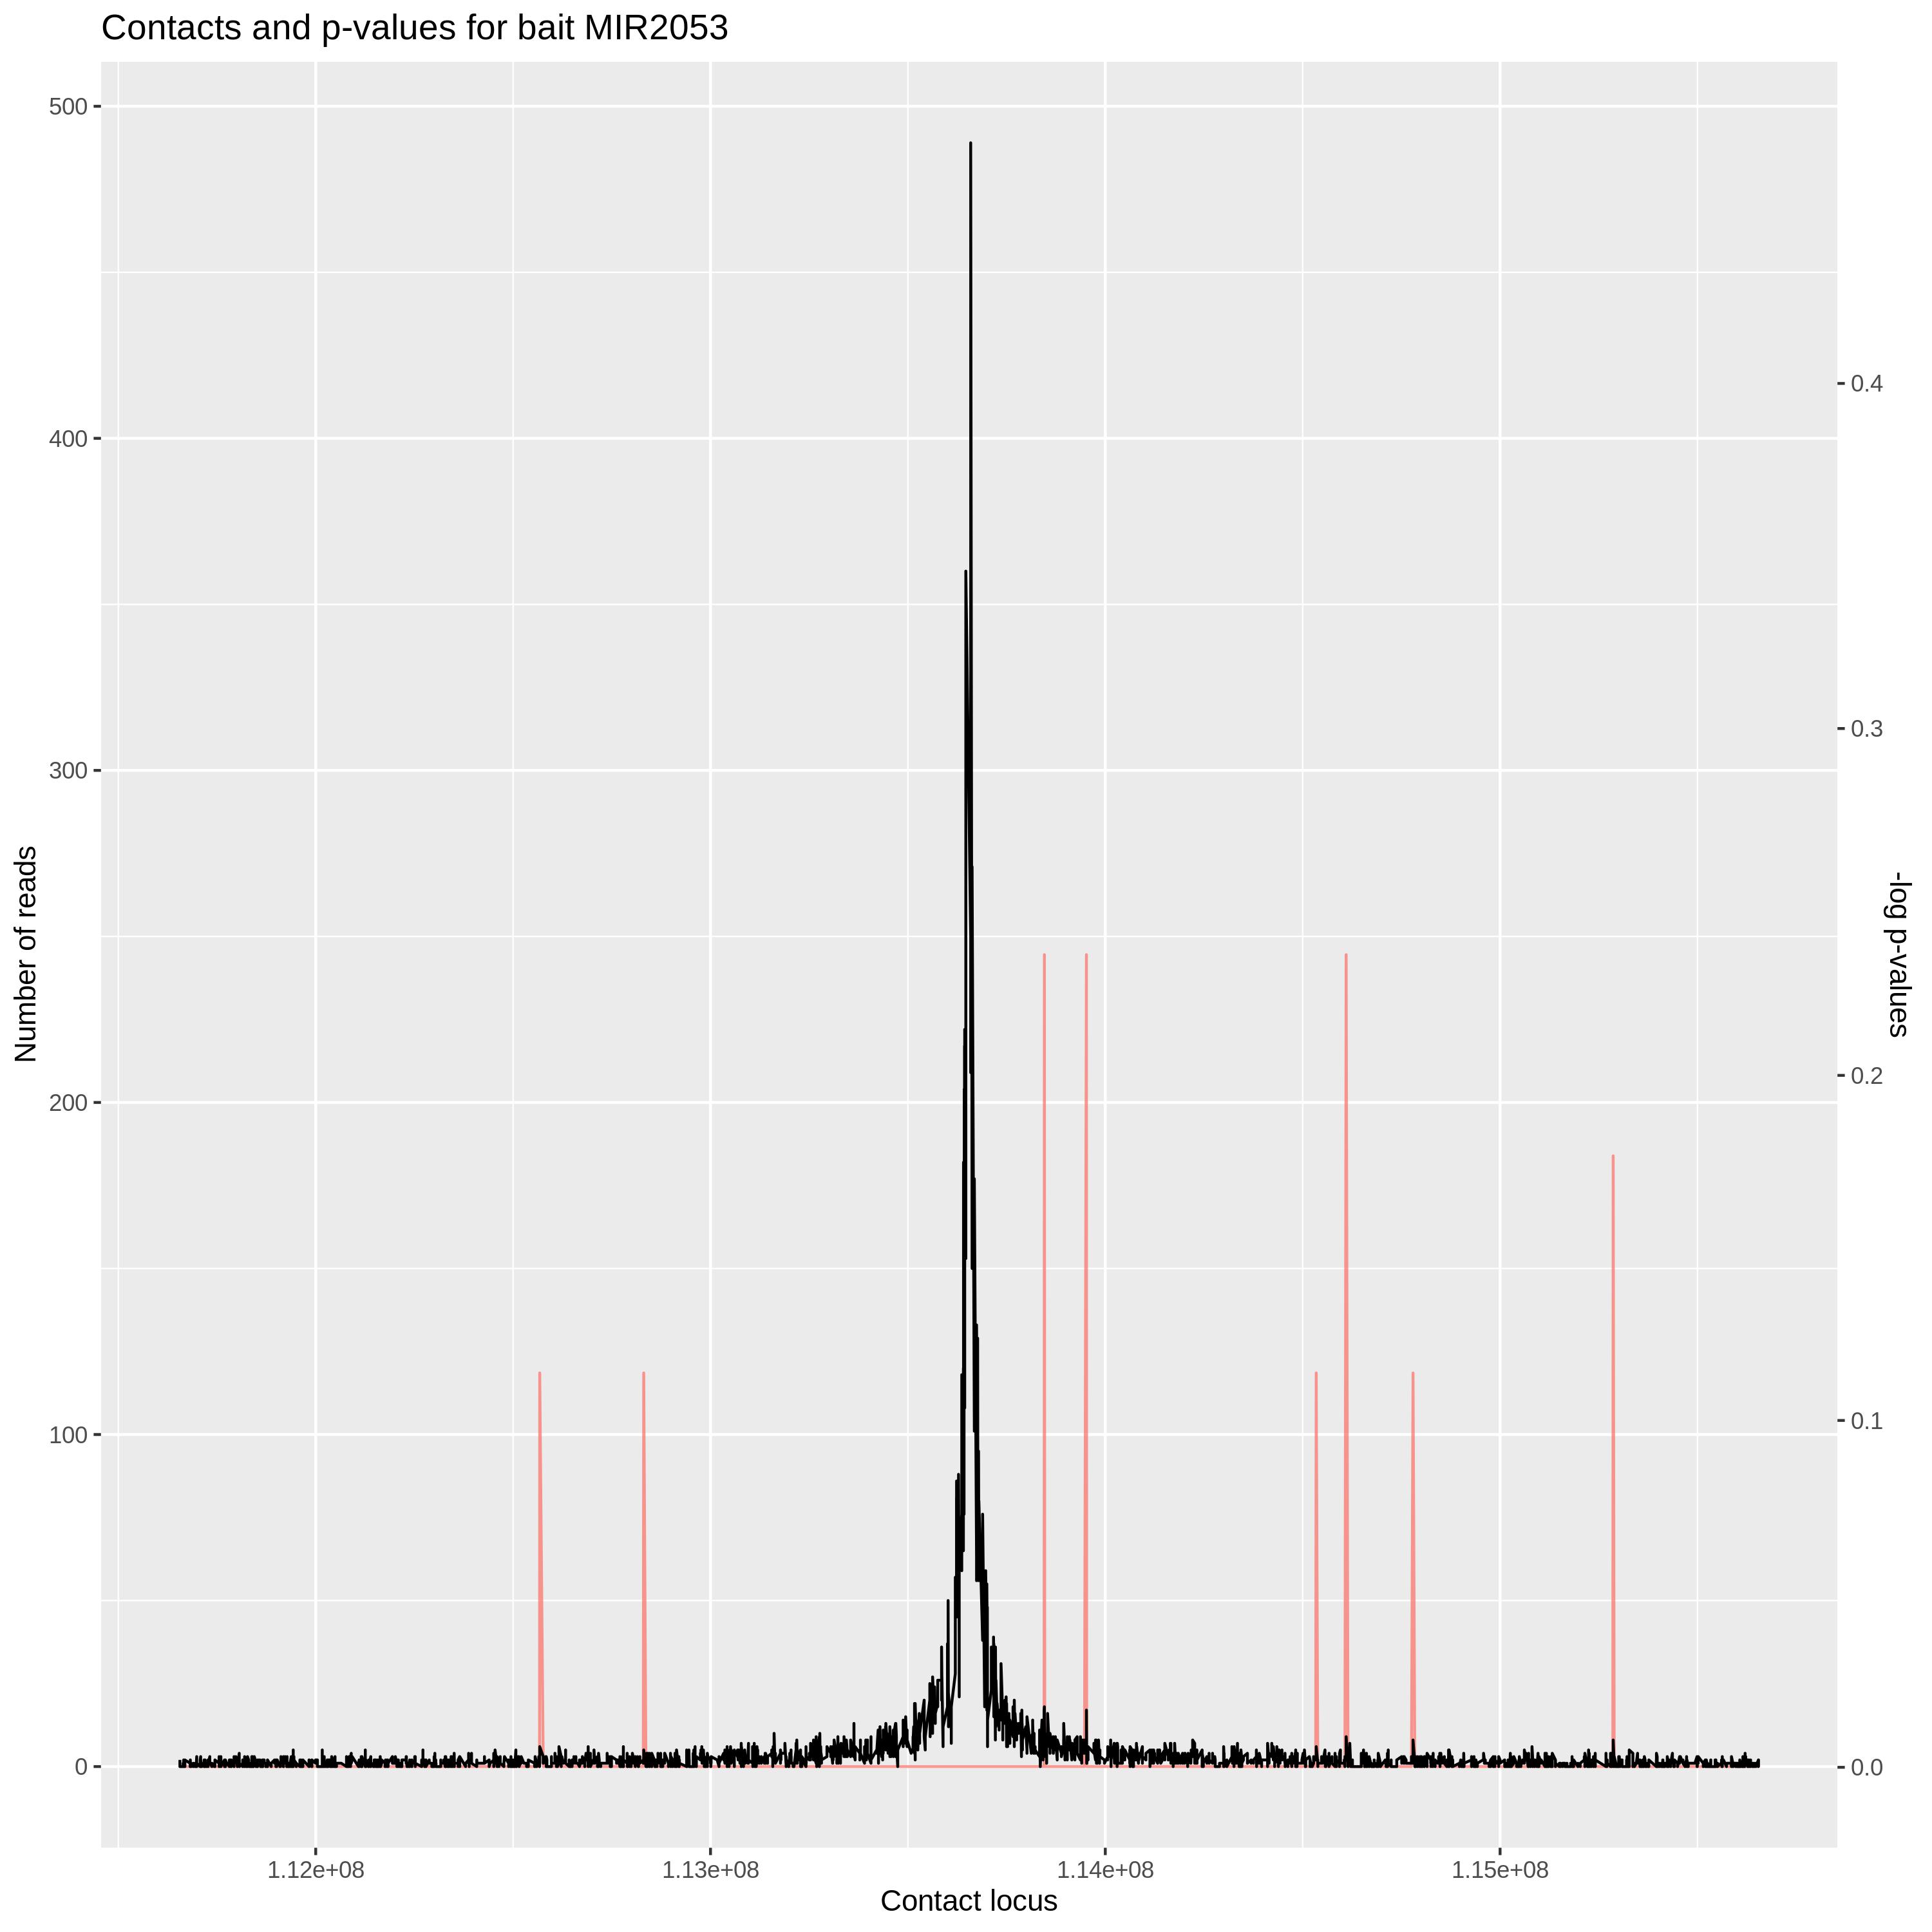 Contacts and p-values for bait MIR2053
500
400
300
200
100
0
Number of reads
0.4
0.3
0.2
0.1
0.0
-log p-values
1.12e+08 1.13e+08 1.14e+08 1.15e+08
Contact locus